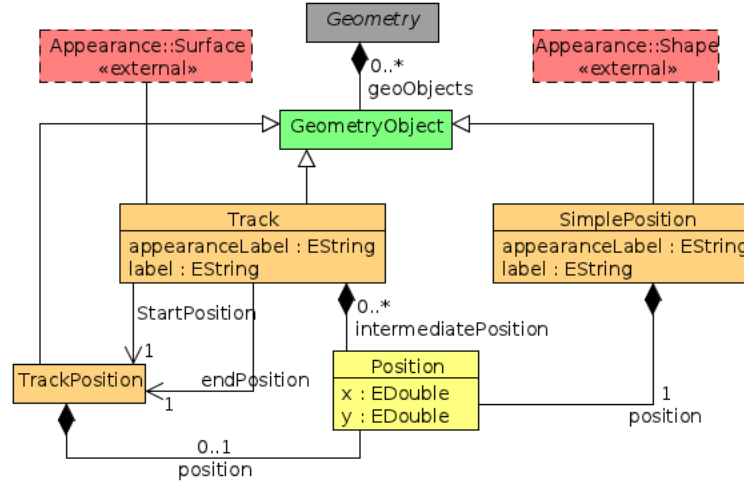 Geometry
Appearance::Surface
«external»
Appearance::Shape
«external»
0..*
geoObjects
GeometryObject
Track
appearanceLabel : EString
label : EString
SimplePosition
appearanceLabel : EString
label : EString
StartPosition
1
0..*
intermediatePosition
TrackPosition
endPosition
1
Position
x : EDouble
y : EDouble
1
position
0..1
position